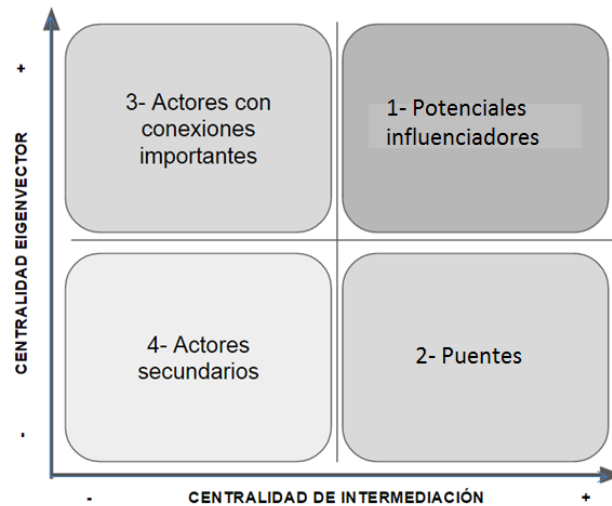 +
CENTRALIDAD EIGENVECTOR
-
3- Actores con
conexiones
importantes
1- Potenciales
influenciadores
4- Actores
secundarios
2- Puentes
-
CENTRALIDAD DE INTERMEDIACIÓN
+